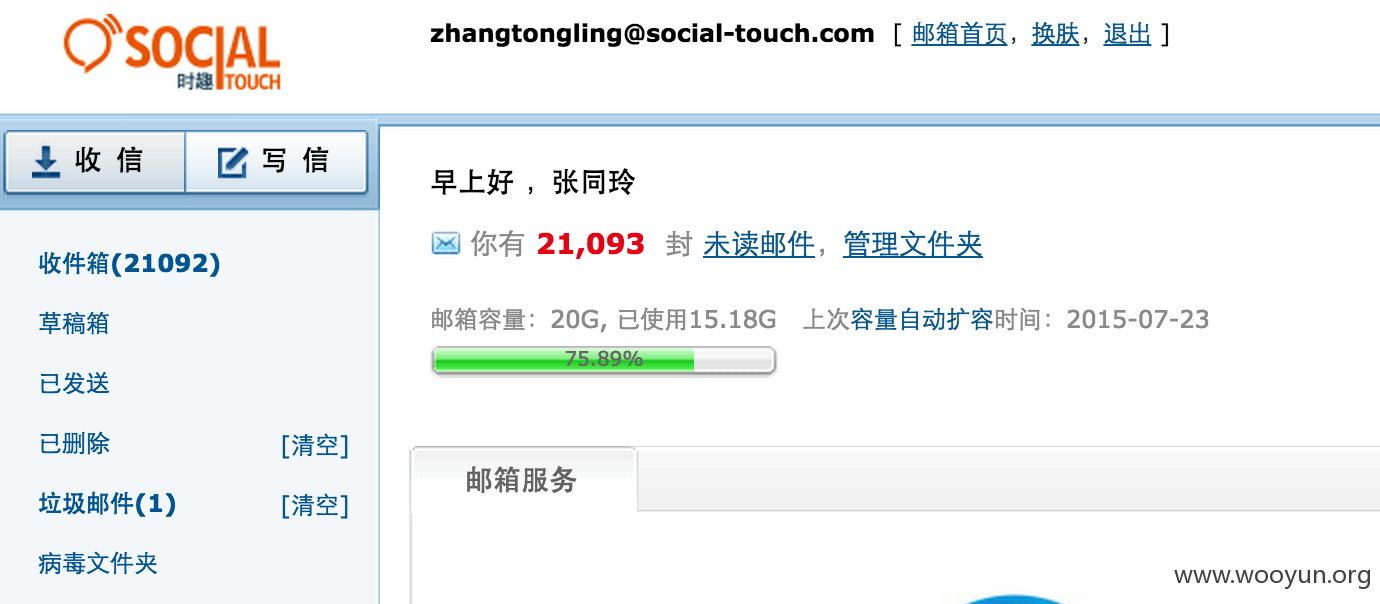 SOCIAL
时趣 TOUCH
zhangtongling@social-touch.com [ 邮箱首页, 换肤, 退出 ]
收 信 写 信
早上好 , 张同玲
你有 21,093 封 未读邮件, 管理文件夹
收件箱(21092)
草稿箱
邮箱容量: 20G, 已使用15.18G 上次容量自动扩容时间: 2015-07-23
75.89%
已发送
已删除 [清空]
邮箱服务
垃圾邮件(1) [清空]
病毒文件夹
www.wooyun.org